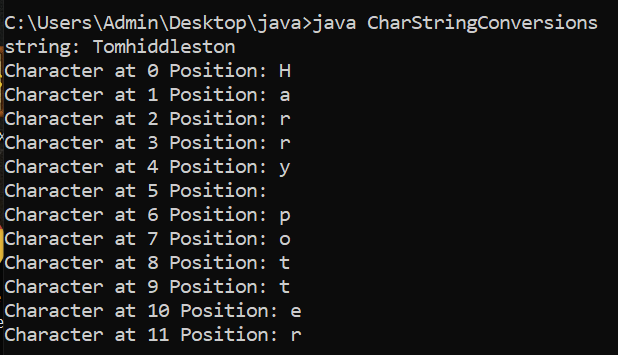 C:\Users\Admin\Desktop\java>java CharStringConversions
string: Tomhiddleston
Character at 0 Position: H
Character at 1 Position: a
Character at 2 Position: r
Character at 3 Position: r
Character at 4 Position: y
Character at 5 Position:
Character at 6 Position: p
Character at 7 Position: o
Character at 8 Position: t
Character at 9 Position: t
Character at 10 Position: e
Character at 11 Position: r